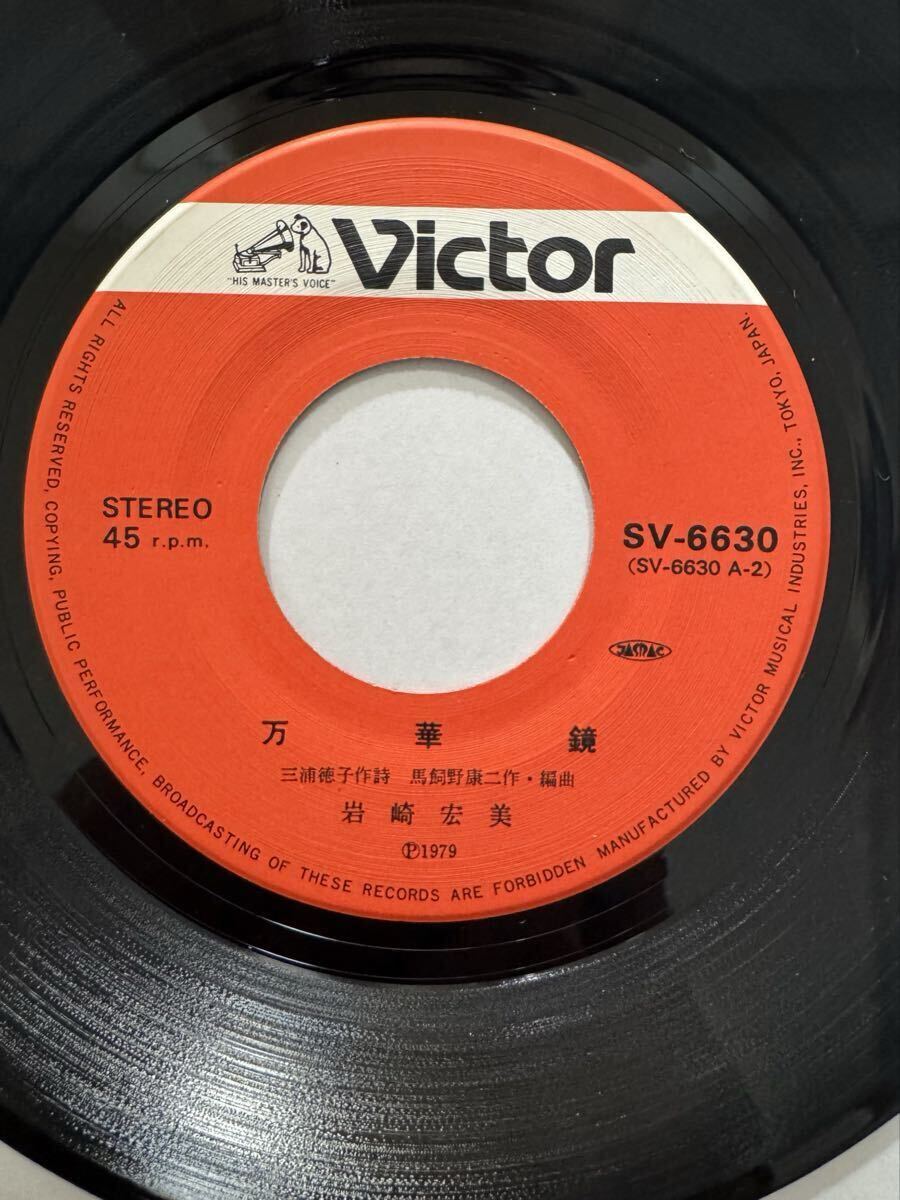 "HIS MASTER'S VOICE"
Victor
STEREO
45 r.p.m.
SV-6630
(SV-6630 A-2)
JASRAC
万華鏡
三浦徳子作詩 馬飼野康二作・編曲
岩崎宏美
Ⓟ1979
ALL RIGHTS RESERVED, COPYING, PUBLIC PERFORMANCE, BROADCASTING OF THESE RECORDS ARE FORBIDDEN MANUFACTURED BY VICTOR MUSICAL INDUSTRIES, INC., TOKYO, JAPAN.